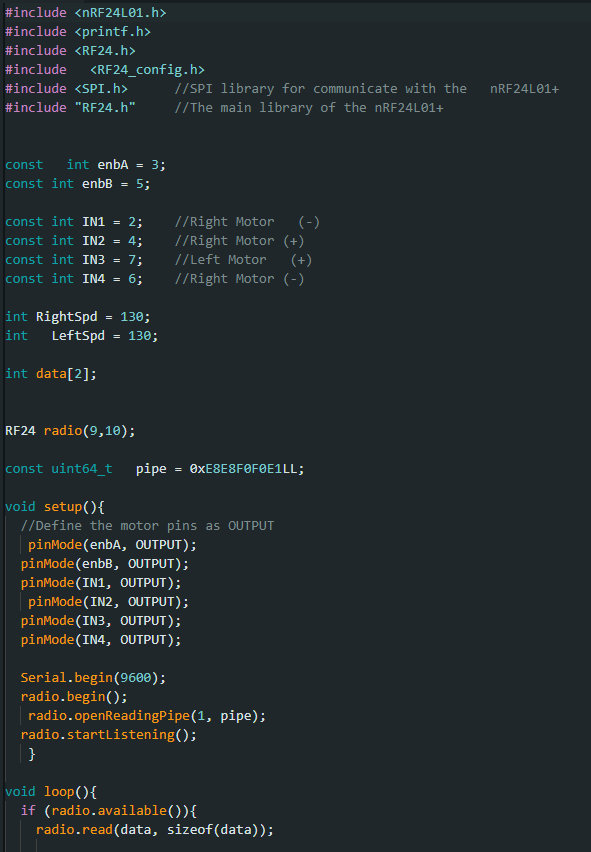 #include <nRF24L01.h>
#include <printf.h>
#include <RF24.h>
#include   <RF24_config.h>
#include <SPI.h>      //SPI library for communicate with the   nRF24L01+
#include "RF24.h"     //The main library of the nRF24L01+
const   int enbA = 3;
const int enbB = 5;
const int IN1 = 2;    //Right Motor   (-)
const int IN2 = 4;    //Right Motor (+)
const int IN3 = 7;    //Left Motor   (+)
const int IN4 = 6;    //Right Motor (-)
int RightSpd = 130;
int   LeftSpd = 130;
int data[2];
RF24 radio(9,10);
const uint64_t   pipe = 0xE8E8F0F0E1LL;
void setup(){
  //Define the motor pins as OUTPUT
   pinMode(enbA, OUTPUT);
  pinMode(enbB, OUTPUT);
  pinMode(IN1, OUTPUT);
   pinMode(IN2, OUTPUT);
  pinMode(IN3, OUTPUT);
  pinMode(IN4, OUTPUT);
  Serial.begin(9600);
  radio.begin();
   radio.openReadingPipe(1, pipe);
  radio.startListening();
   }
void loop(){
  if (radio.available()){
    radio.read(data, sizeof(data));